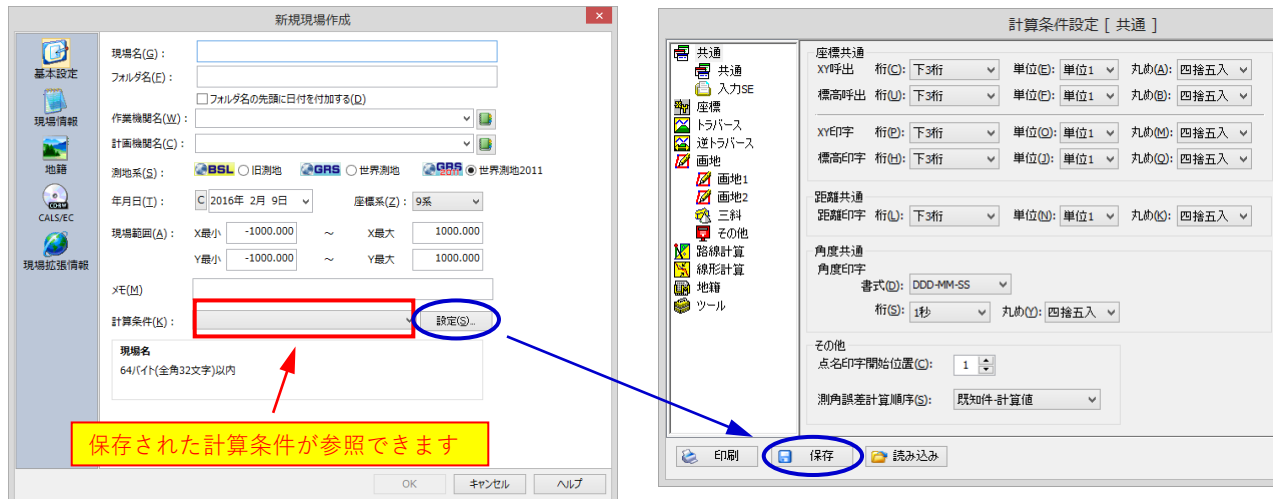 新規現場作成
基本設定
現場情報
地籍
CALS/EC
現場拡張情報
現場名(G)：
フォルダ名(F)：
フォルダ名の先頭に日付を付加する(D)
作業機関名(W)：
計画機関名(C)：
測地系(S)： BSL 旧測地 GRS 世界測地 GRS 2011 世界測地2011
年月日(T)： C 2016年 2月 9日 座標系(Z)： 9系
現場範囲(A)： X最小 -1000.000 ～ X最大 1000.000
Y最小 -1000.000 ～ Y最大 1000.000
メモ(M)
計算条件(K)： 設定(S)...
現場名
64バイト(全角32文字)以内
保存された計算条件が参照できます
OK キャンセル ヘルプ
計算条件設定 [ 共通 ]
共通
共通
入力SE
座標
トラバース
逆トラバース
画地
画地1
画地2
三斜
その他
路線計算
線形計算
地籍
ツール
座標共通
XY呼出 桁(C): 下3桁 単位(E): 単位1 丸め(A): 四捨五入
標高呼出 桁(U): 下3桁 単位(F): 単位1 丸め(B): 四捨五入
XY印字 桁(P): 下3桁 単位(O): 単位1 丸め(M): 四捨五入
標高印字 桁(H): 下3桁 単位(J): 単位1 丸め(Q): 四捨五入
距離共通
距離印字 桁(L): 下3桁 単位(N): 単位1 丸め(K): 四捨五入
角度共通
角度印字
書式(D): DDD-MM-SS
桁(S): 1秒 丸め(Y): 四捨五入
その他
点名印字開始位置(C): 1
測角誤差計算順序(S): 既知件-計算値
印刷 保存 読み込み